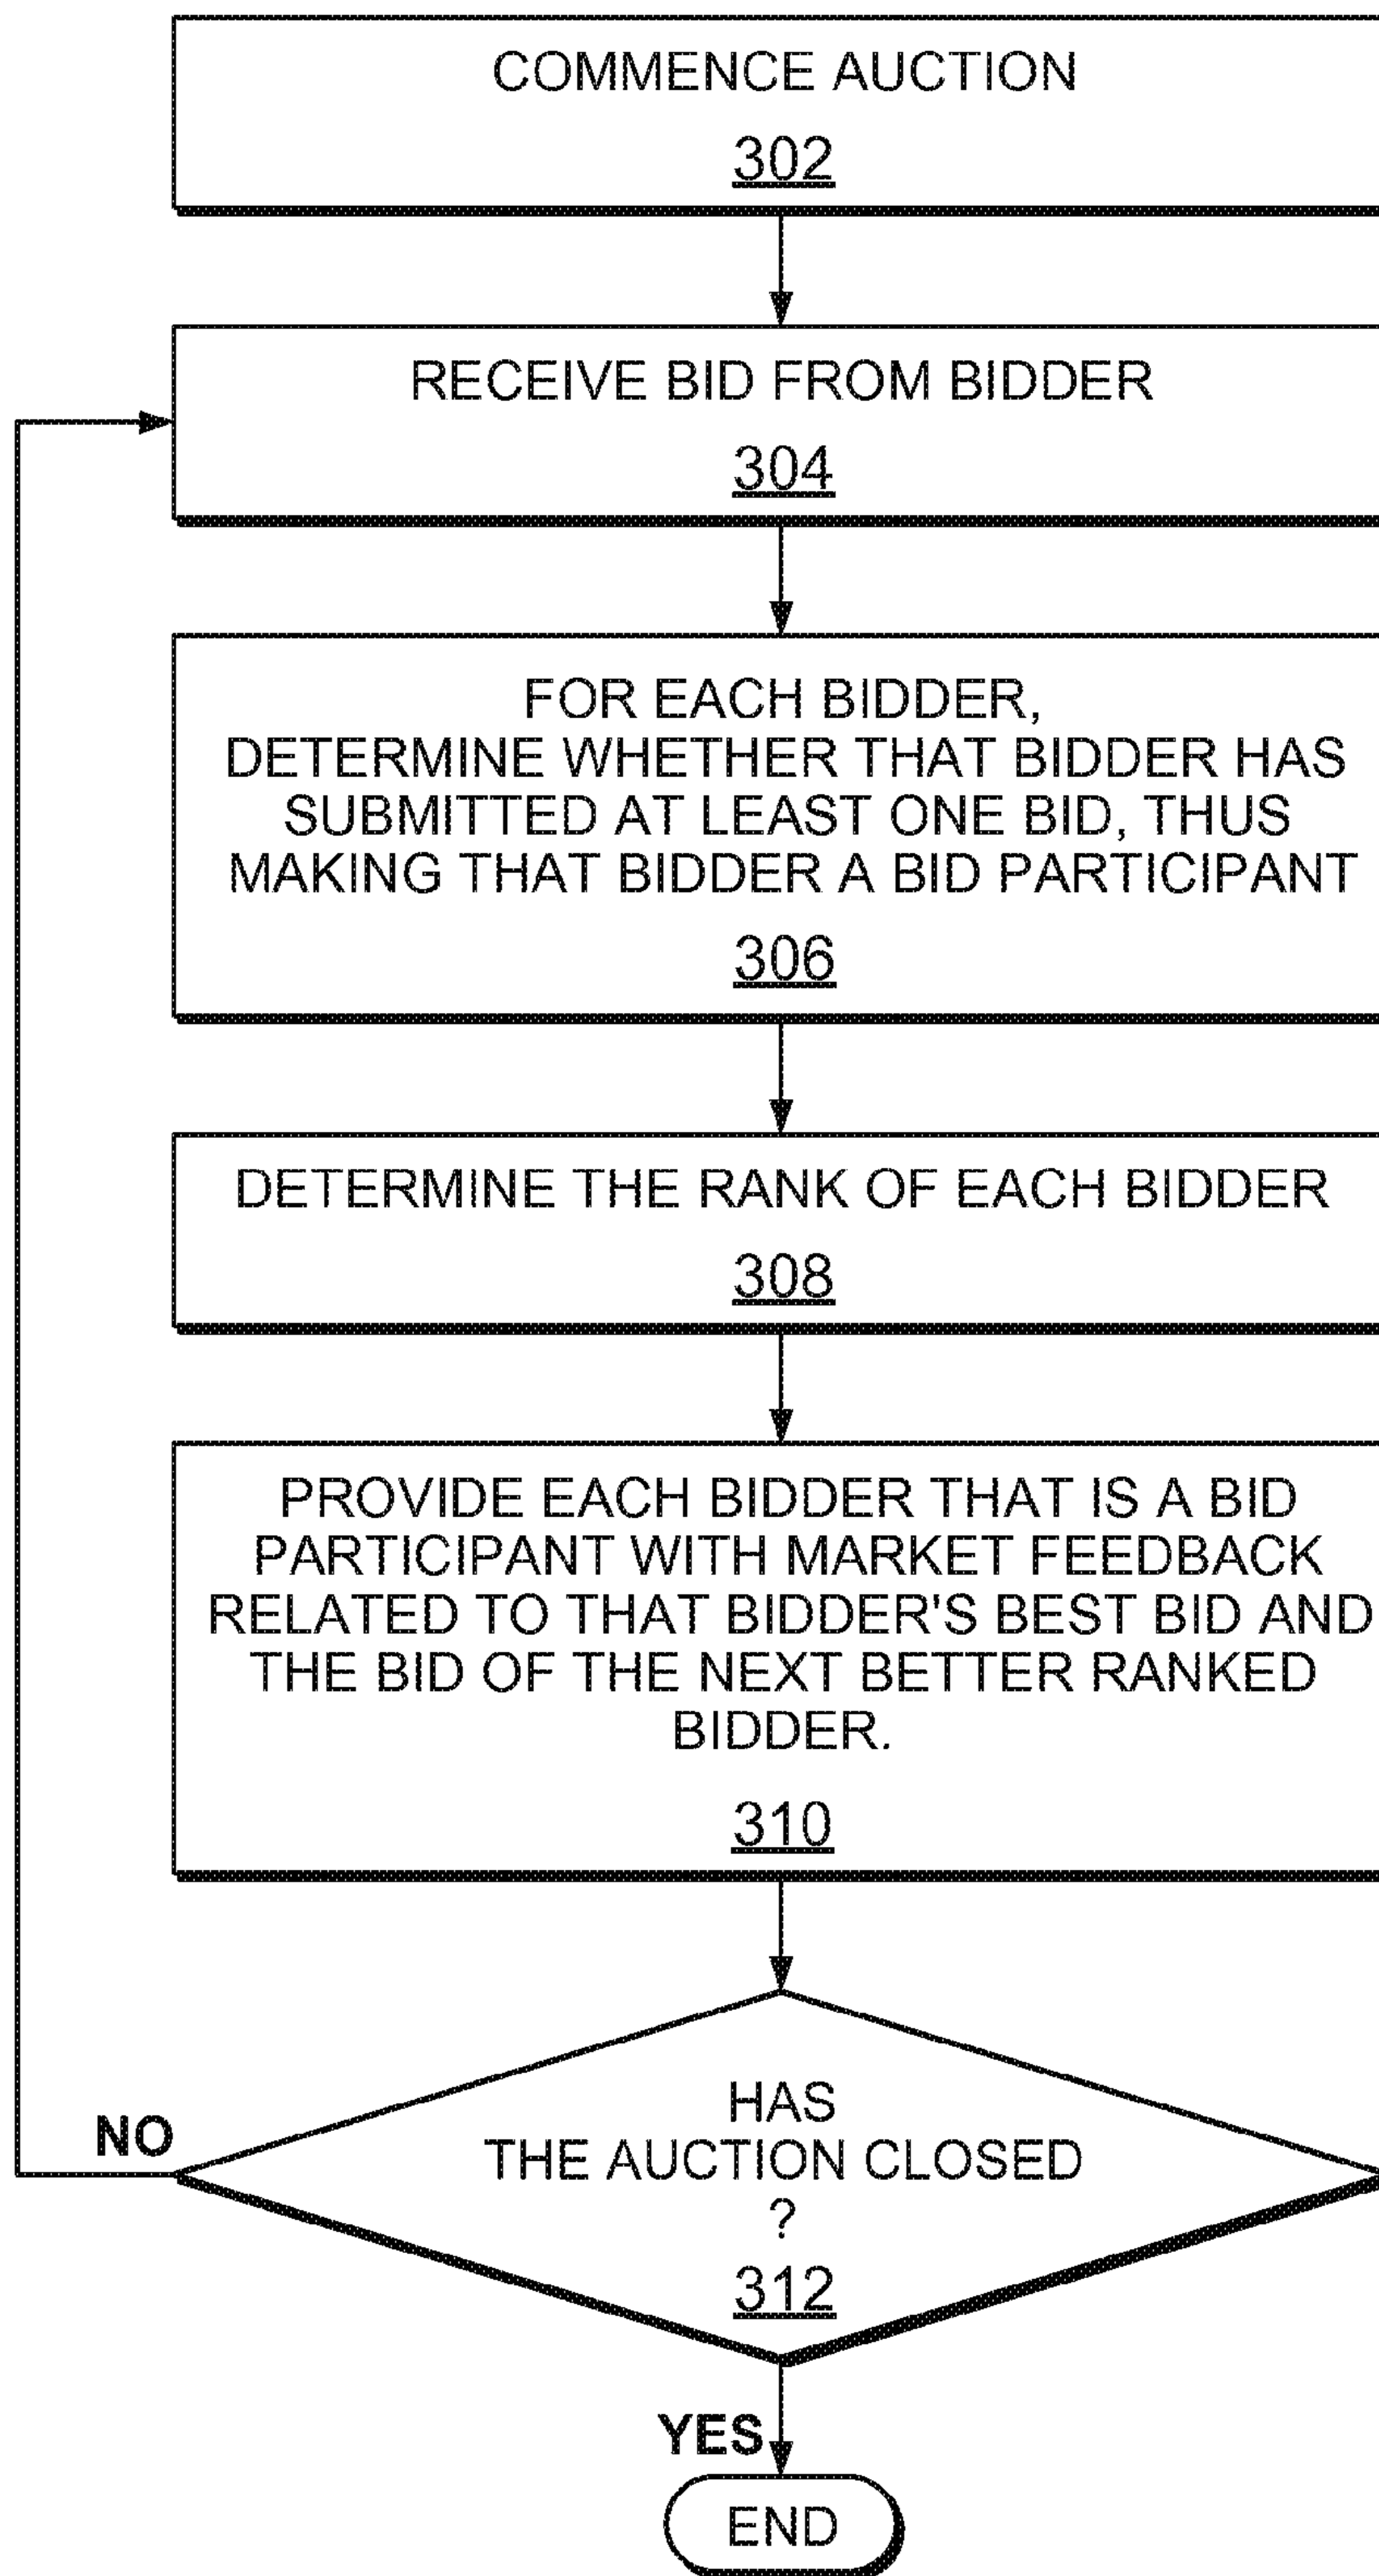 COMMENCE AUCTION
302
RECEIVE BID FROM BIDDER
304
FOR EACH BIDDER,
DETERMINE WHETHER THAT BIDDER HAS
SUBMITTED AT LEAST ONE BID, THUS
MAKING THAT BIDDER A BID PARTICIPANT
306
DETERMINE THE RANK OF EACH BIDDER
308
PROVIDE EACH BIDDER THAT IS A BID
PARTICIPANT WITH MARKET FEEDBACK
RELATED TO THAT BIDDER'S BEST BID AND
THE BID OF THE NEXT BETTER RANKED
BIDDER.
310
HAS
THE AUCTION CLOSED
?
312
NO
YES
END